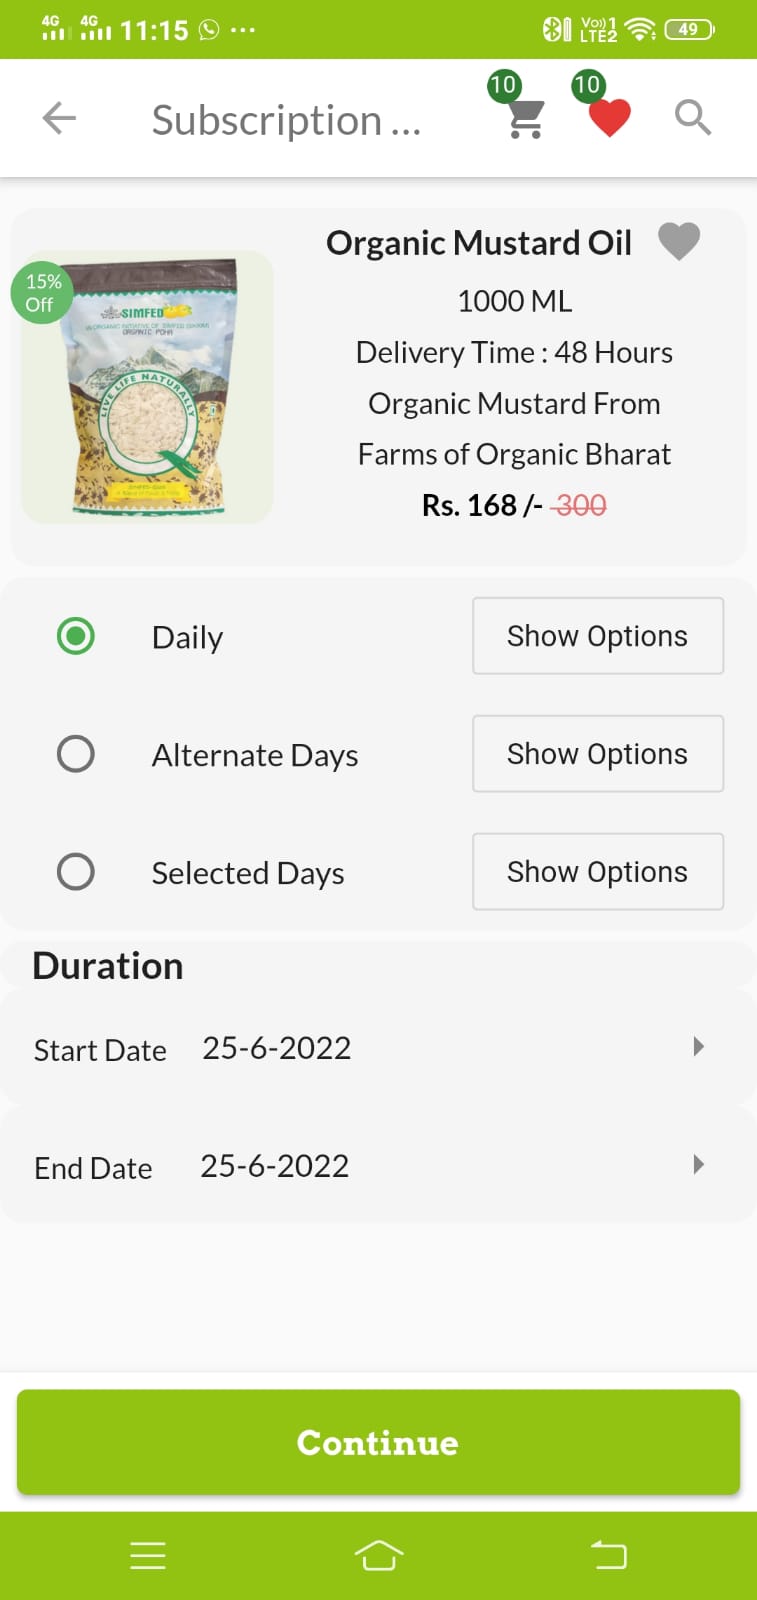 4G 4G 11:15 ... Vo)) 1 LTE2 49
Subscription ... 10 10
Organic Mustard Oil
15%
Off
1000 ML
Delivery Time : 48 Hours
Organic Mustard From
Farms of Organic Bharat
Rs. 168 /- 300
SIMFED
ORGANIC POHA
LIVE LIFE NATURALLY
Daily Show Options
Alternate Days Show Options
Selected Days Show Options
Duration
Start Date 25-6-2022
End Date 25-6-2022
Continue